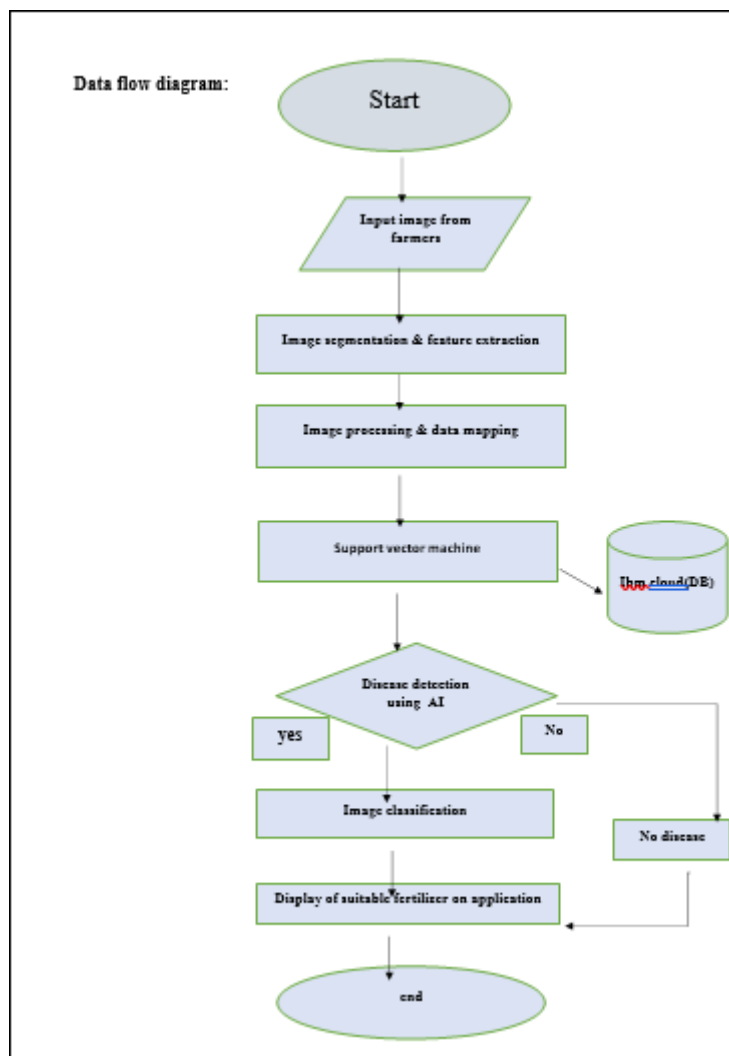 Data flow diagram:
Start
Input image from
farmers
Image segmentation & feature extraction
Image processing & data mapping
Support vector machine
Ibm cloud(DB)
Disease detection
using AI
yes
No
Image classification
No disease
Display of suitable fertilizer on application
end